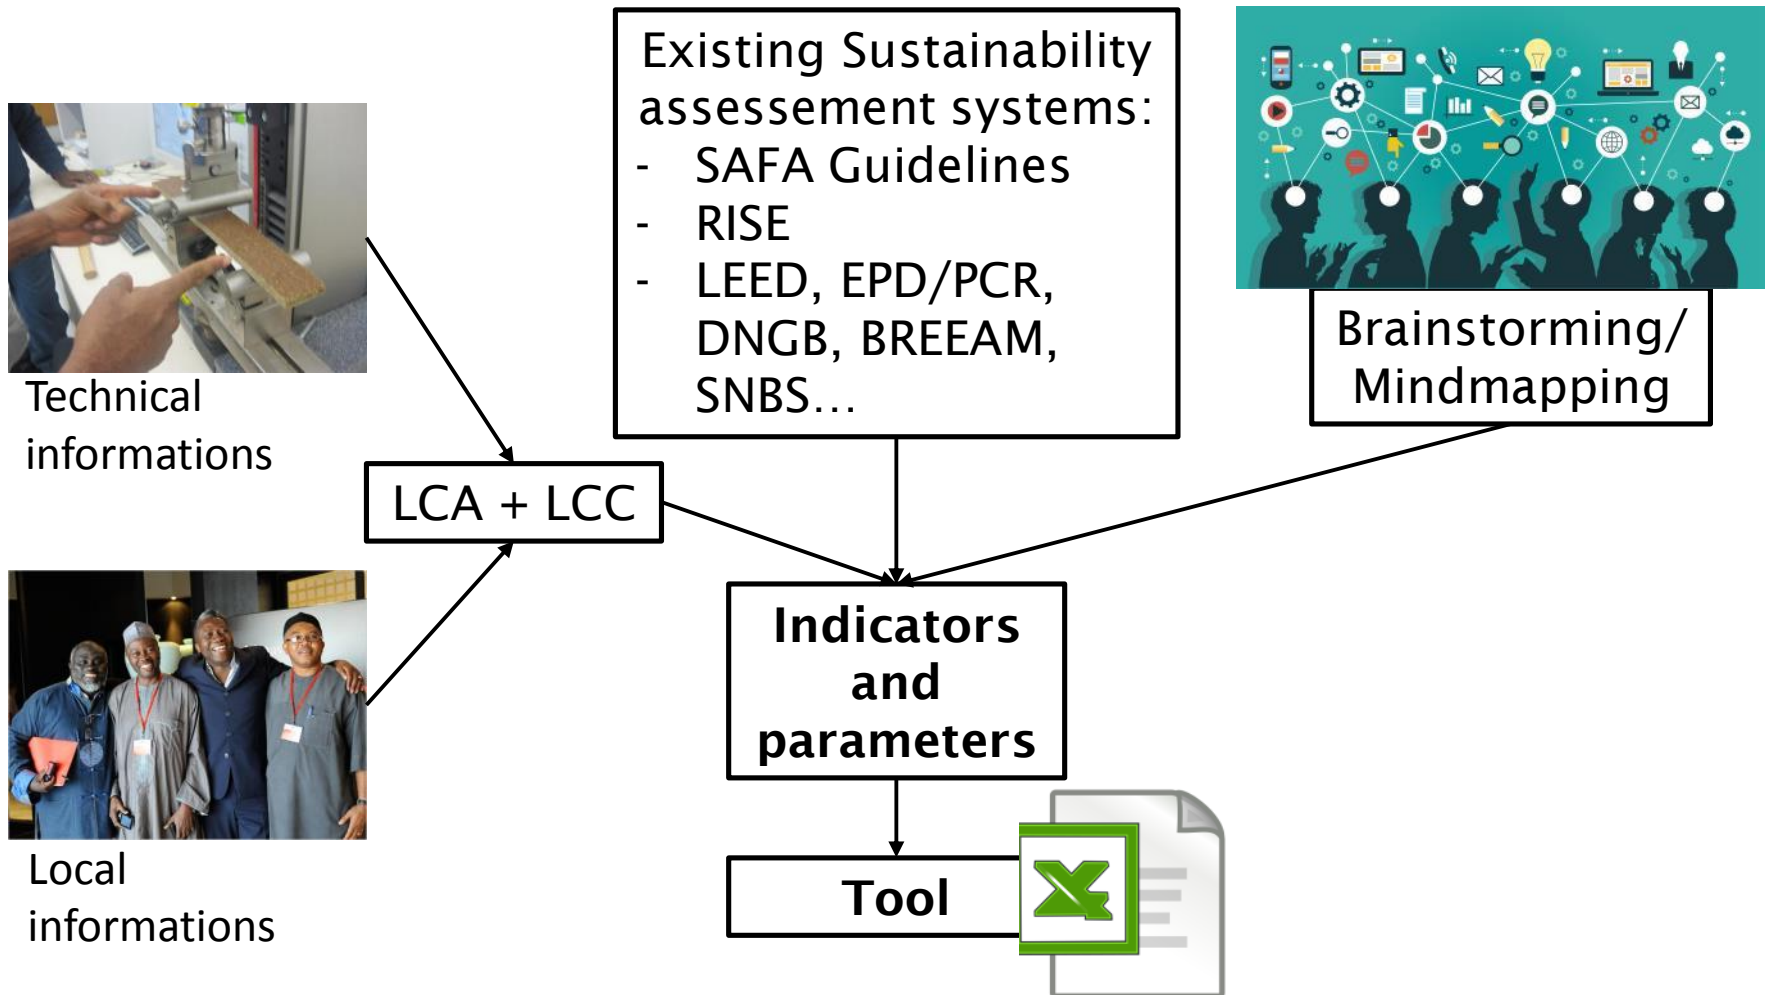 Existing Sustainability
assessement systems:
- SAFA Guidelines
- RISE
- LEED, EPD/PCR,
DNGB, BREEAM,
SNBS...
Brainstorming/
Mindmapping
Technical
informations
LCA + LCC
Indicators
and
parameters
Local
informations
Tool